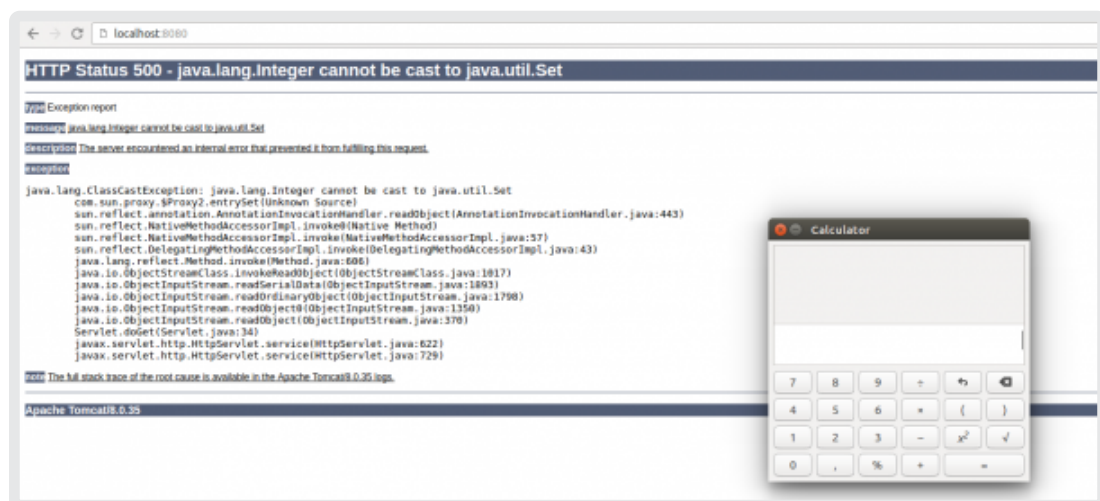 localhost:8080
HTTP Status 500 - java.lang.Integer cannot be cast to java.util.Set
type Exception report
message java.lang.Integer cannot be cast to java.util.Set
description The server encountered an internal error that prevented it from fulfilling this request.
exception
java.lang.ClassCastException: java.lang.Integer cannot be cast to java.util.Set
com.sun.proxy.$Proxy2.entrySet(Unknown Source)
sun.reflect.annotation.AnnotationInvocationHandler.readObject(AnnotationInvocationHandler.java:443)
sun.reflect.NativeMethodAccessorImpl.invoke0(Native Method)
sun.reflect.NativeMethodAccessorImpl.invoke(NativeMethodAccessorImpl.java:57)
sun.reflect.DelegatingMethodAccessorImpl.invoke(DelegatingMethodAccessorImpl.java:43)
java.lang.reflect.Method.invoke(Method.java:606)
java.io.ObjectStreamClass.invokeReadObject(ObjectStreamClass.java:1017)
java.io.ObjectInputStream.readSerialData(ObjectInputStream.java:1893)
java.io.ObjectInputStream.readOrdinaryObject(ObjectInputStream.java:1798)
java.io.ObjectInputStream.readObject0(ObjectInputStream.java:1350)
java.io.ObjectInputStream.readObject(ObjectInputStream.java:370)
Servlet.doGet(Servlet.java:34)
javax.servlet.http.HttpServlet.service(HttpServlet.java:622)
javax.servlet.http.HttpServlet.service(HttpServlet.java:729)
note The full stack trace of the root cause is available in the Apache Tomcat/8.0.35 logs.
Apache Tomcat/8.0.35
Calculator
7 8 9 ÷
4 5 6 × ( )
1 2 3 − x² √
0 , % + =